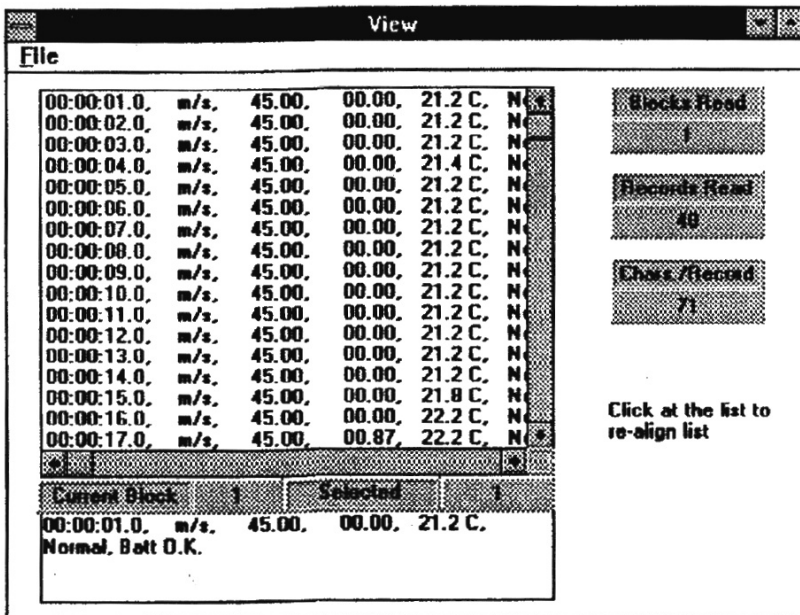 View
File
00:00:01.0, m/s, 45.00, 00.00, 21.2 C,
00:00:02.0, m/s, 45.00, 00.00, 21.2 C,
00:00:03.0, m/s, 45.00, 00.00, 21.2 C,
00:00:04.0, m/s, 45.00, 00.00, 21.4 C,
00:00:05.0, m/s, 45.00, 00.00, 21.2 C,
00:00:06.0, m/s, 45.00, 00.00, 21.2 C,
00:00:07.0, m/s, 45.00, 00.00, 21.2 C,
00:00:08.0, m/s, 45.00, 00.00, 21.2 C,
00:00:09.0, m/s, 45.00, 00.00, 21.2 C,
00:00:10.0, m/s, 45.00, 00.00, 21.2 C,
00:00:11.0, m/s, 45.00, 00.00, 21.2 C,
00:00:12.0, m/s, 45.00, 00.00, 21.2 C,
00:00:13.0, m/s, 45.00, 00.00, 21.2 C,
00:00:14.0, m/s, 45.00, 00.00, 21.2 C,
00:00:15.0, m/s, 45.00, 00.00, 21.8 C,
00:00:16.0, m/s, 45.00, 00.00, 22.2 C,
00:00:17.0, m/s, 45.00, 00.87, 22.2 C,
Current Block 1 Selected 1
00:00:01.0, m/s, 45.00, 00.00, 21.2 C,
Normal, Batt O.K.
Blocks Read
1
Records Read
Chars./Record
71
Click at the list to
re-align list